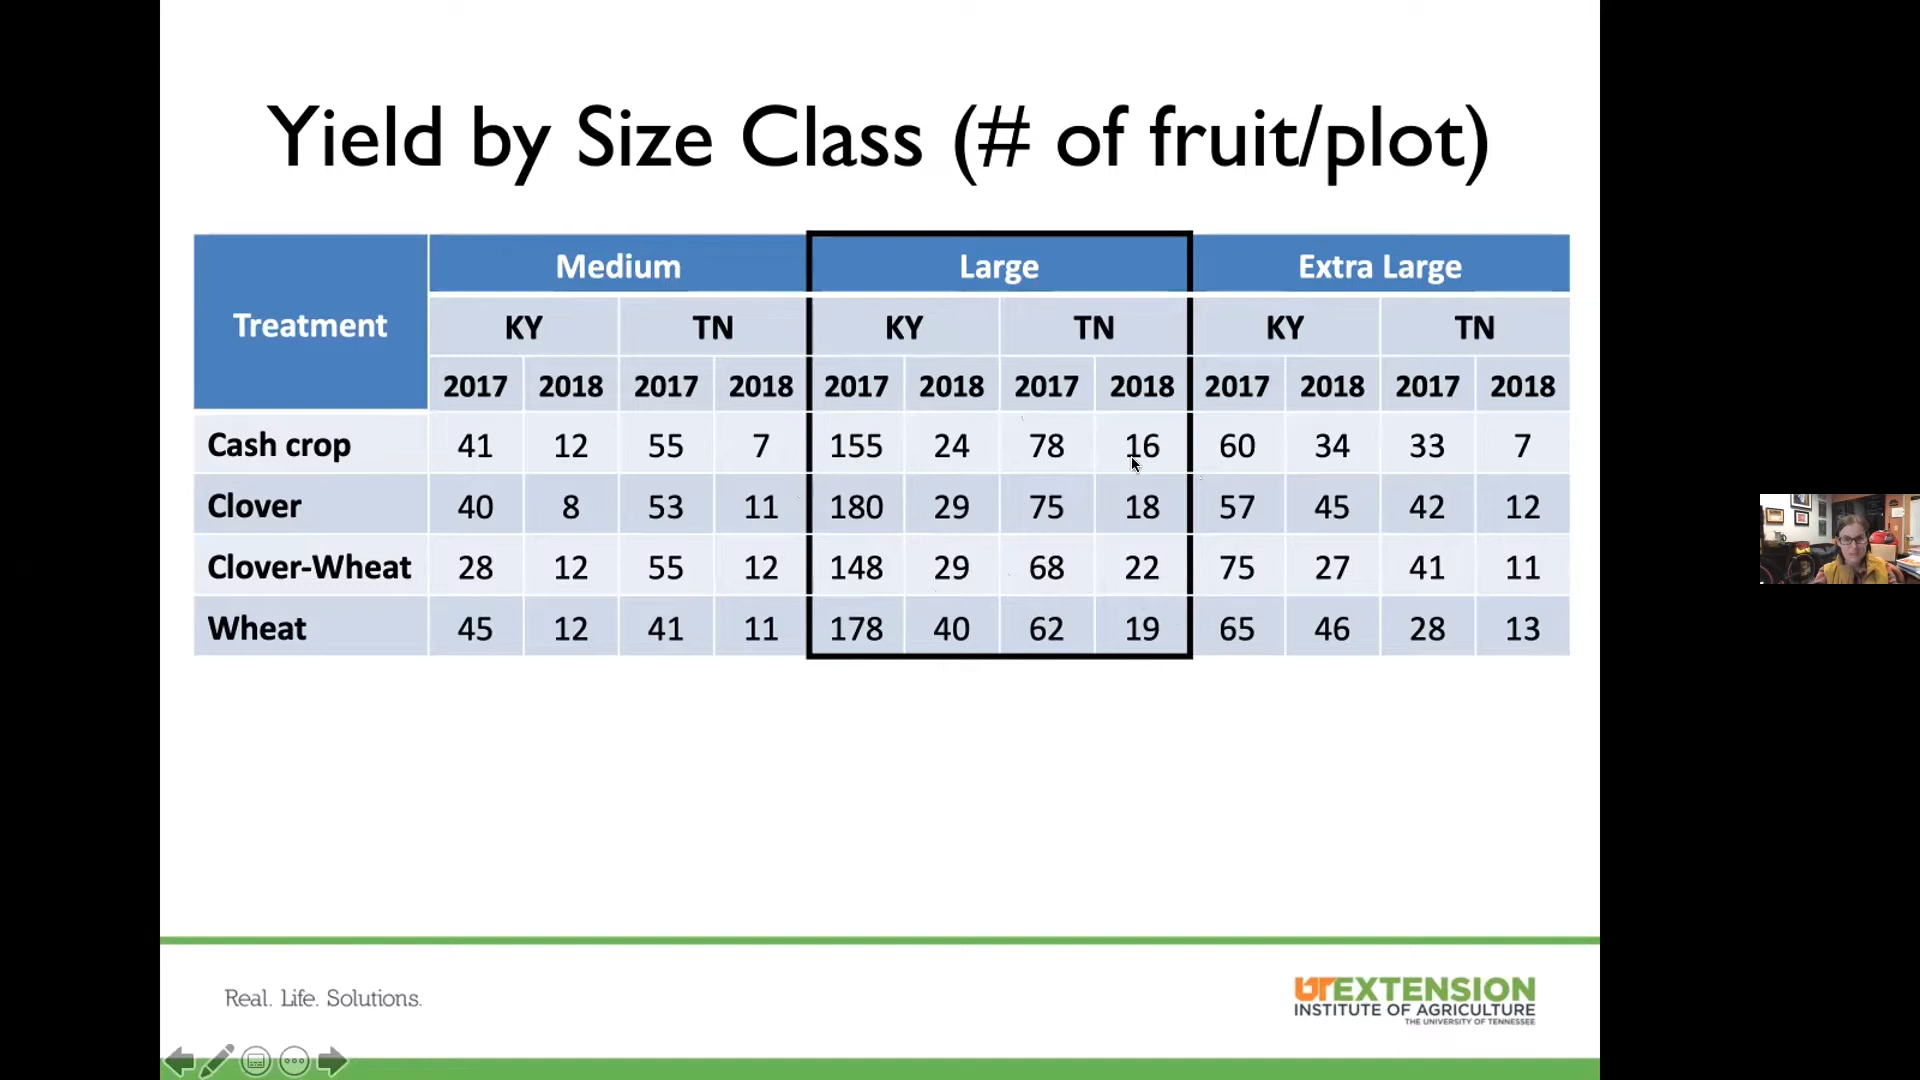 Yield by Size Class (# of fruit/plot)
Treatment Medium Large Extra Large
KY TN KY TN KY TN
2017 2018 2017 2018 2017 2018 2017 2018 2017 2018 2017 2018
Cash crop 41 12 55 7 155 24 78 16 60 34 33 7
Clover 40 8 53 11 180 29 75 18 57 45 42 12
Clover-Wheat 28 12 55 12 148 29 68 22 75 27 41 11
Wheat 45 12 41 11 178 40 62 19 65 46 28 13
Real. Life. Solutions.
UTEXTENSION
INSTITUTE OF AGRICULTURE
THE UNIVERSITY OF TENNESSEE